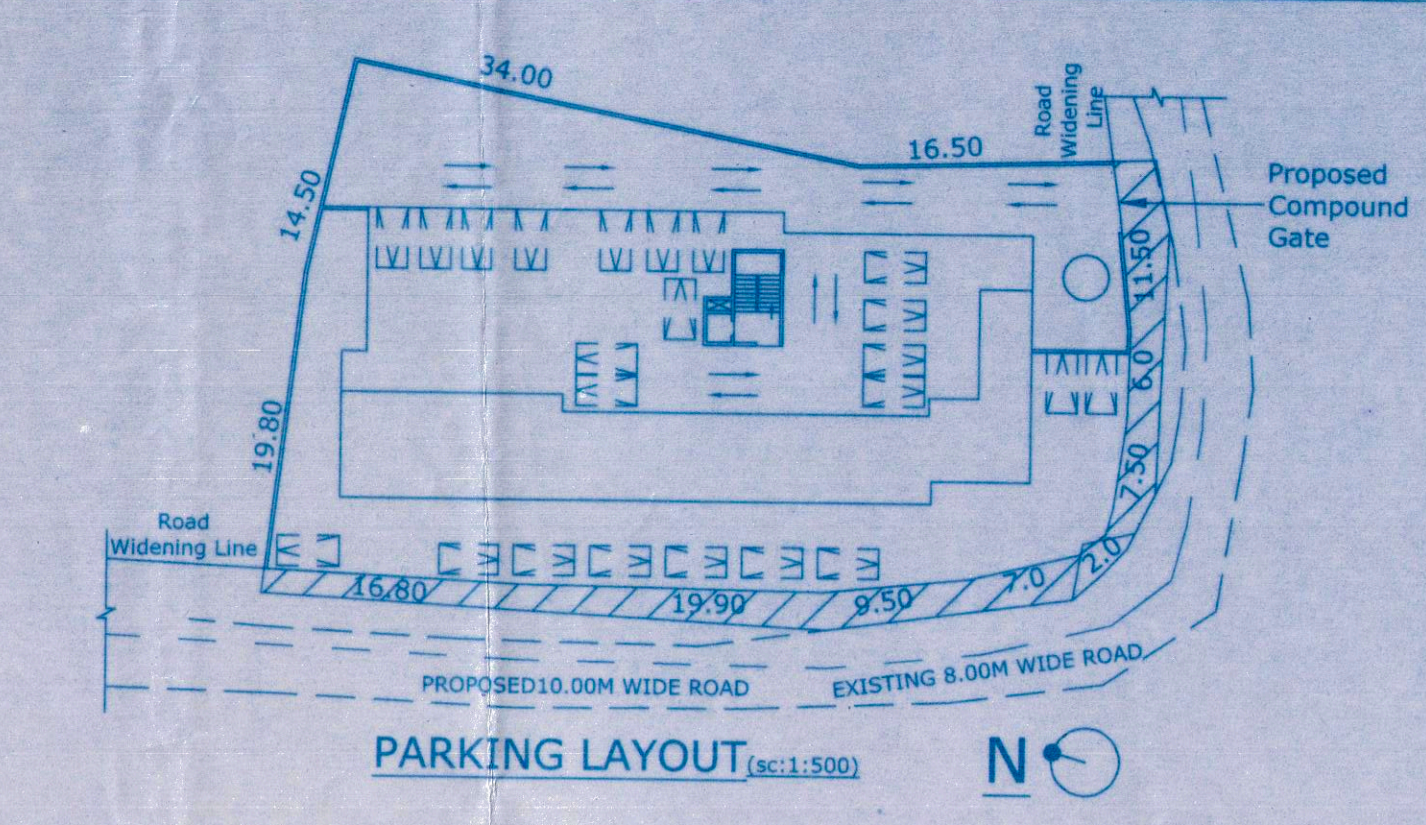 34.00
Road
Widening
Line
16.50
Proposed
Compound
Gate
14.50
11.50
6.0
19.80
7.50
Road
Widening Line
2.0
7.0
16.80
19.90
9.50
PROPOSED10.00M WIDE ROAD
EXISTING 8.00M WIDE ROAD
PARKING LAYOUT(sc:1:500)
N